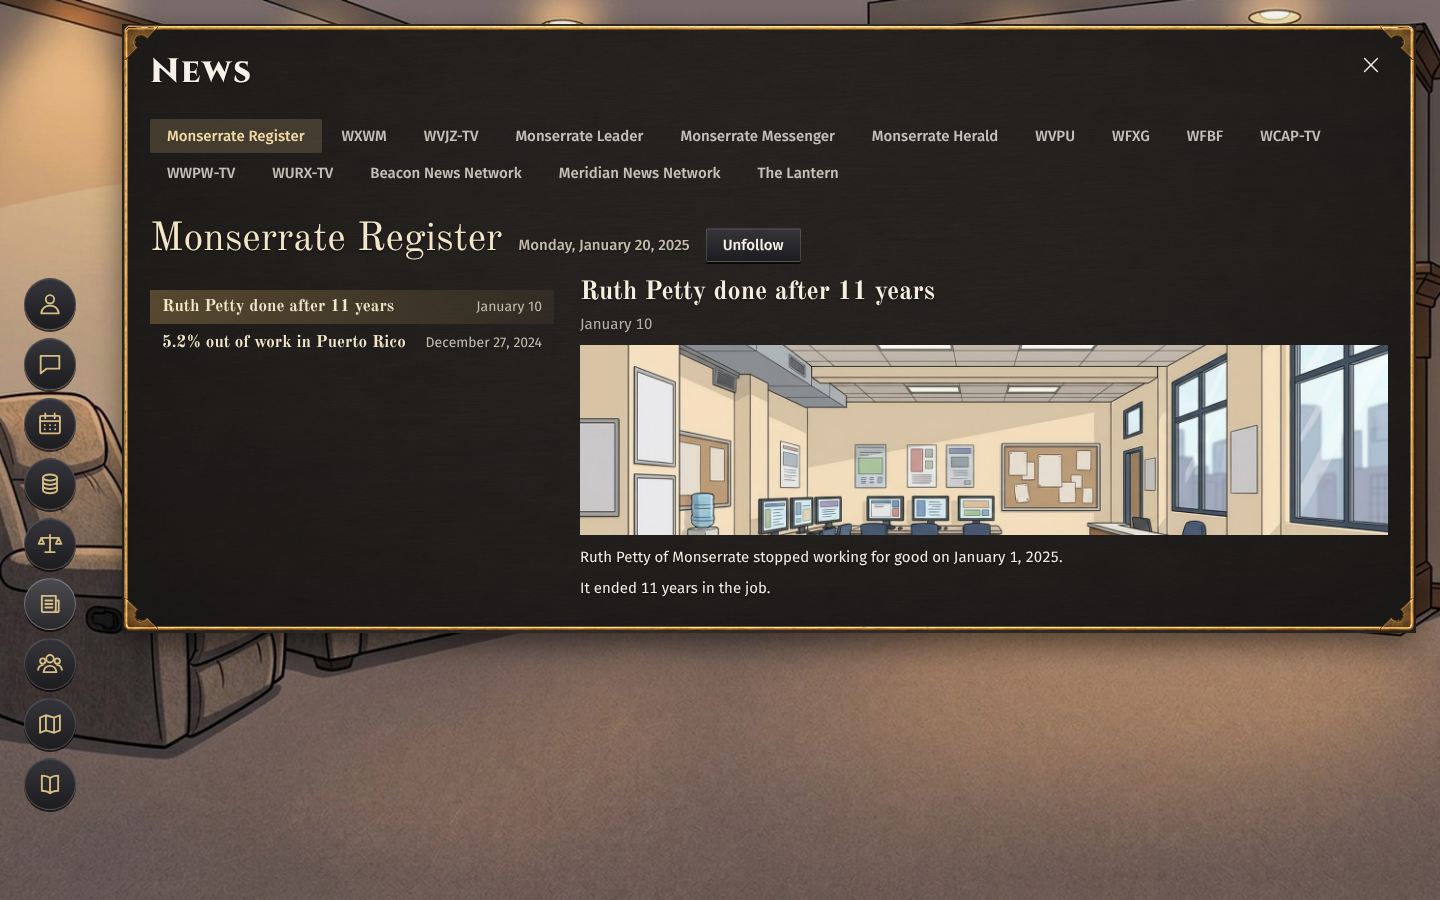 News
Monserrate Register WXWM WVJZ-TV Monserrate Leader Monserrate Messenger Monserrate Herald WVPU WFXG WFBF WCAP-TV
WWPW-TV WURX-TV Beacon News Network Meridian News Network The Lantern
Monserrate Register Monday, January 20, 2025 Unfollow
Ruth Petty done after 11 years January 10
5.2% out of work in Puerto Rico December 27, 2024
Ruth Petty done after 11 years
January 10
Ruth Petty of Monserrate stopped working for good on January 1, 2025.
It ended 11 years in the job.